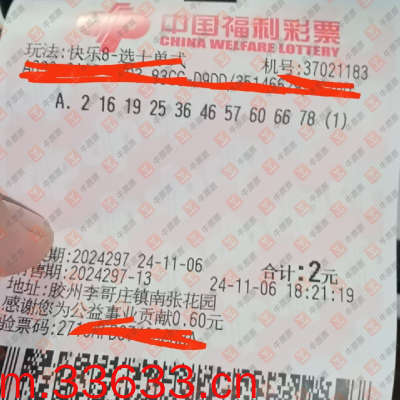 中国福利彩票
CHINA WELFARE LOTTERY
玩法:快乐8-选十单式 机号:37021183
A. 2 16 19 25 36 46 57 60 66 78 (1)
期:2024297 24-11-06 合计:2元
售期:2024297-13 24-11-06 18:21:19
地址:胶州李哥庄镇南张花园
感谢您为公益事业贡献0.60元
验票码:
m.33633.cn